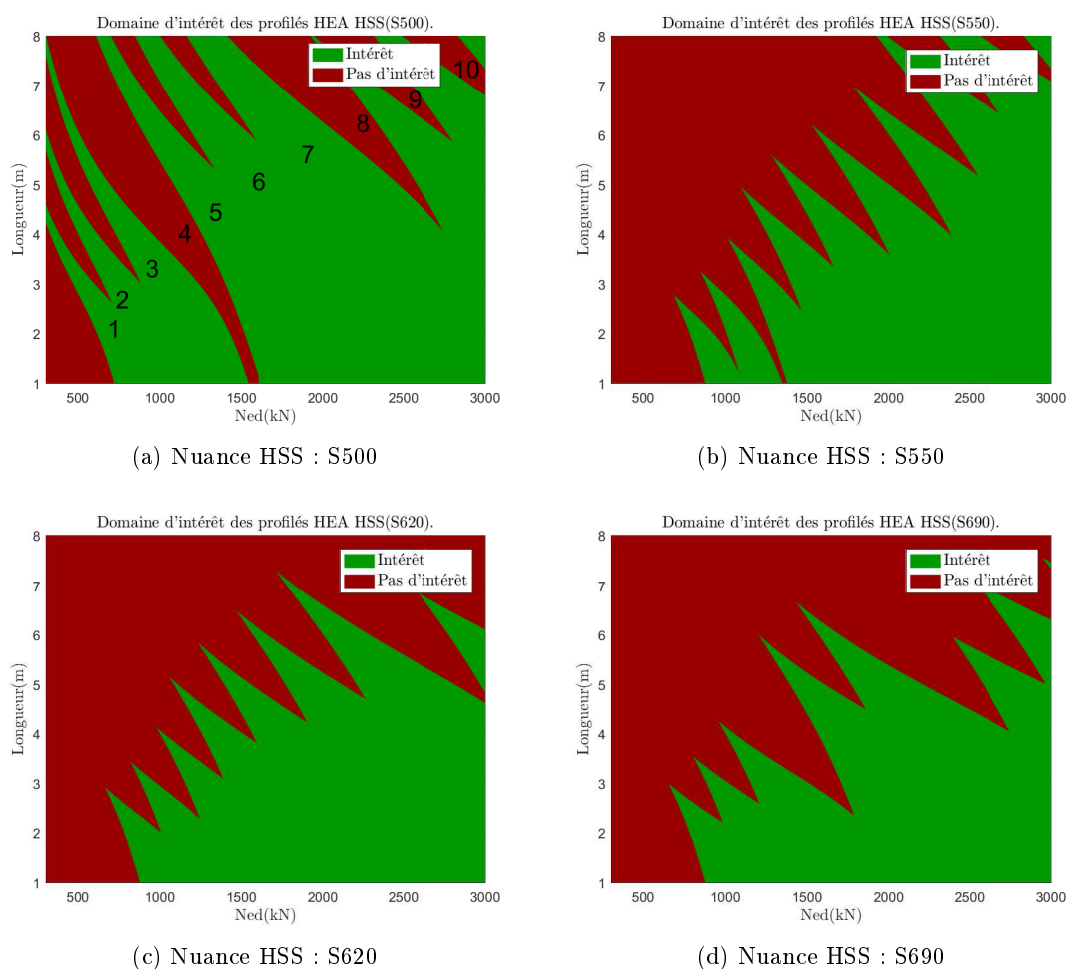 Domaine d'intérêt des profilés HEA HSS(S500).
Intérêt
Pas d'intérêt
8
7
6
5
4
3
2
1
Longueur(m)
1
2
3
4
5
6
7
8
9
10
500 1000 1500 2000 2500 3000
Ned(kN)
(a) Nuance HSS : S500
Domaine d'intérêt des profilés HEA HSS(S550).
Intérêt
Pas d'intérêt
8
7
6
5
4
3
2
1
Longueur(m)
500 1000 1500 2000 2500 3000
Ned(kN)
(b) Nuance HSS : S550
Domaine d'intérêt des profilés HEA HSS(S620).
Intérêt
Pas d'intérêt
8
7
6
5
4
3
2
1
Longueur(m)
500 1000 1500 2000 2500 3000
Ned(kN)
(c) Nuance HSS : S620
Domaine d'intérêt des profilés HEA HSS(S690).
Intérêt
Pas d'intérêt
8
7
6
5
4
3
2
1
Longueur(m)
500 1000 1500 2000 2500 3000
Ned(kN)
(d) Nuance HSS : S690